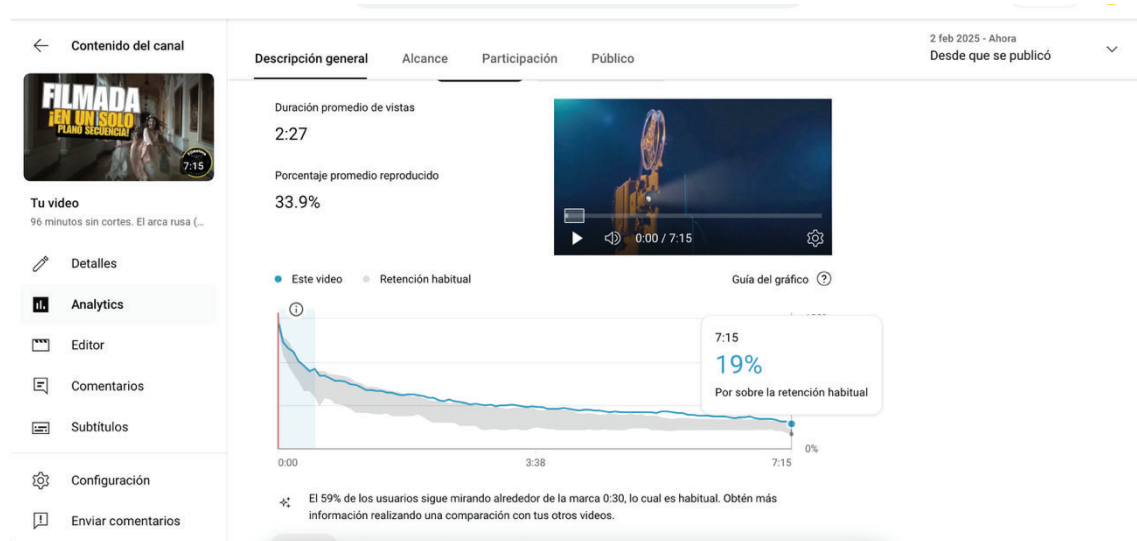 Contenido del canal
FILMADA
¡EN UN SOLO
PLANO SECUENCIA!
7:15
Tu video
96 minutos sin cortes. El arca rusa (...
Detalles
Analytics
Editor
Comentarios
Subtítulos
Configuración
Enviar comentarios
Descripción general
Alcance
Participación
Público
2 feb 2025 - Ahora
Desde que se publicó
Duración promedio de vistas
2:27
Porcentaje promedio reproducido
33.9%
0:00 / 7:15
Este video
Retención habitual
Guía del gráfico
7:15
19%
Por sobre la retención habitual
0%
0:00
3:38
7:15
El 59% de los usuarios sigue mirando alrededor de la marca 0:30, lo cual es habitual. Obtén más
información realizando una comparación con tus otros videos.